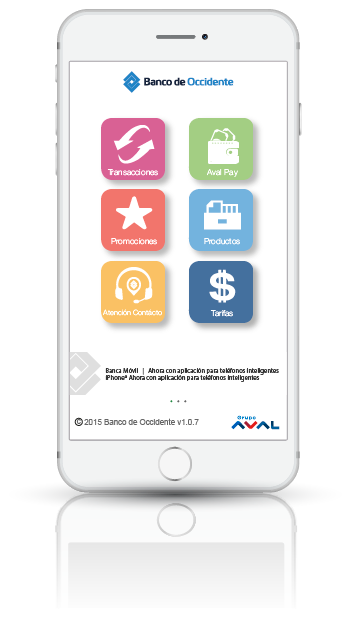 Banco de Occidente
Transacciones
Aval Pay
Promociones
Productos
Atención Contácto
Tarifas
Banca Móvil | Ahora con aplicación para teléfonos inteligentes
iPhone® Ahora con aplicación para teléfonos inteligentes
...
© 2015 Banco de Occidente v1.0.7
Grupo
AVAL